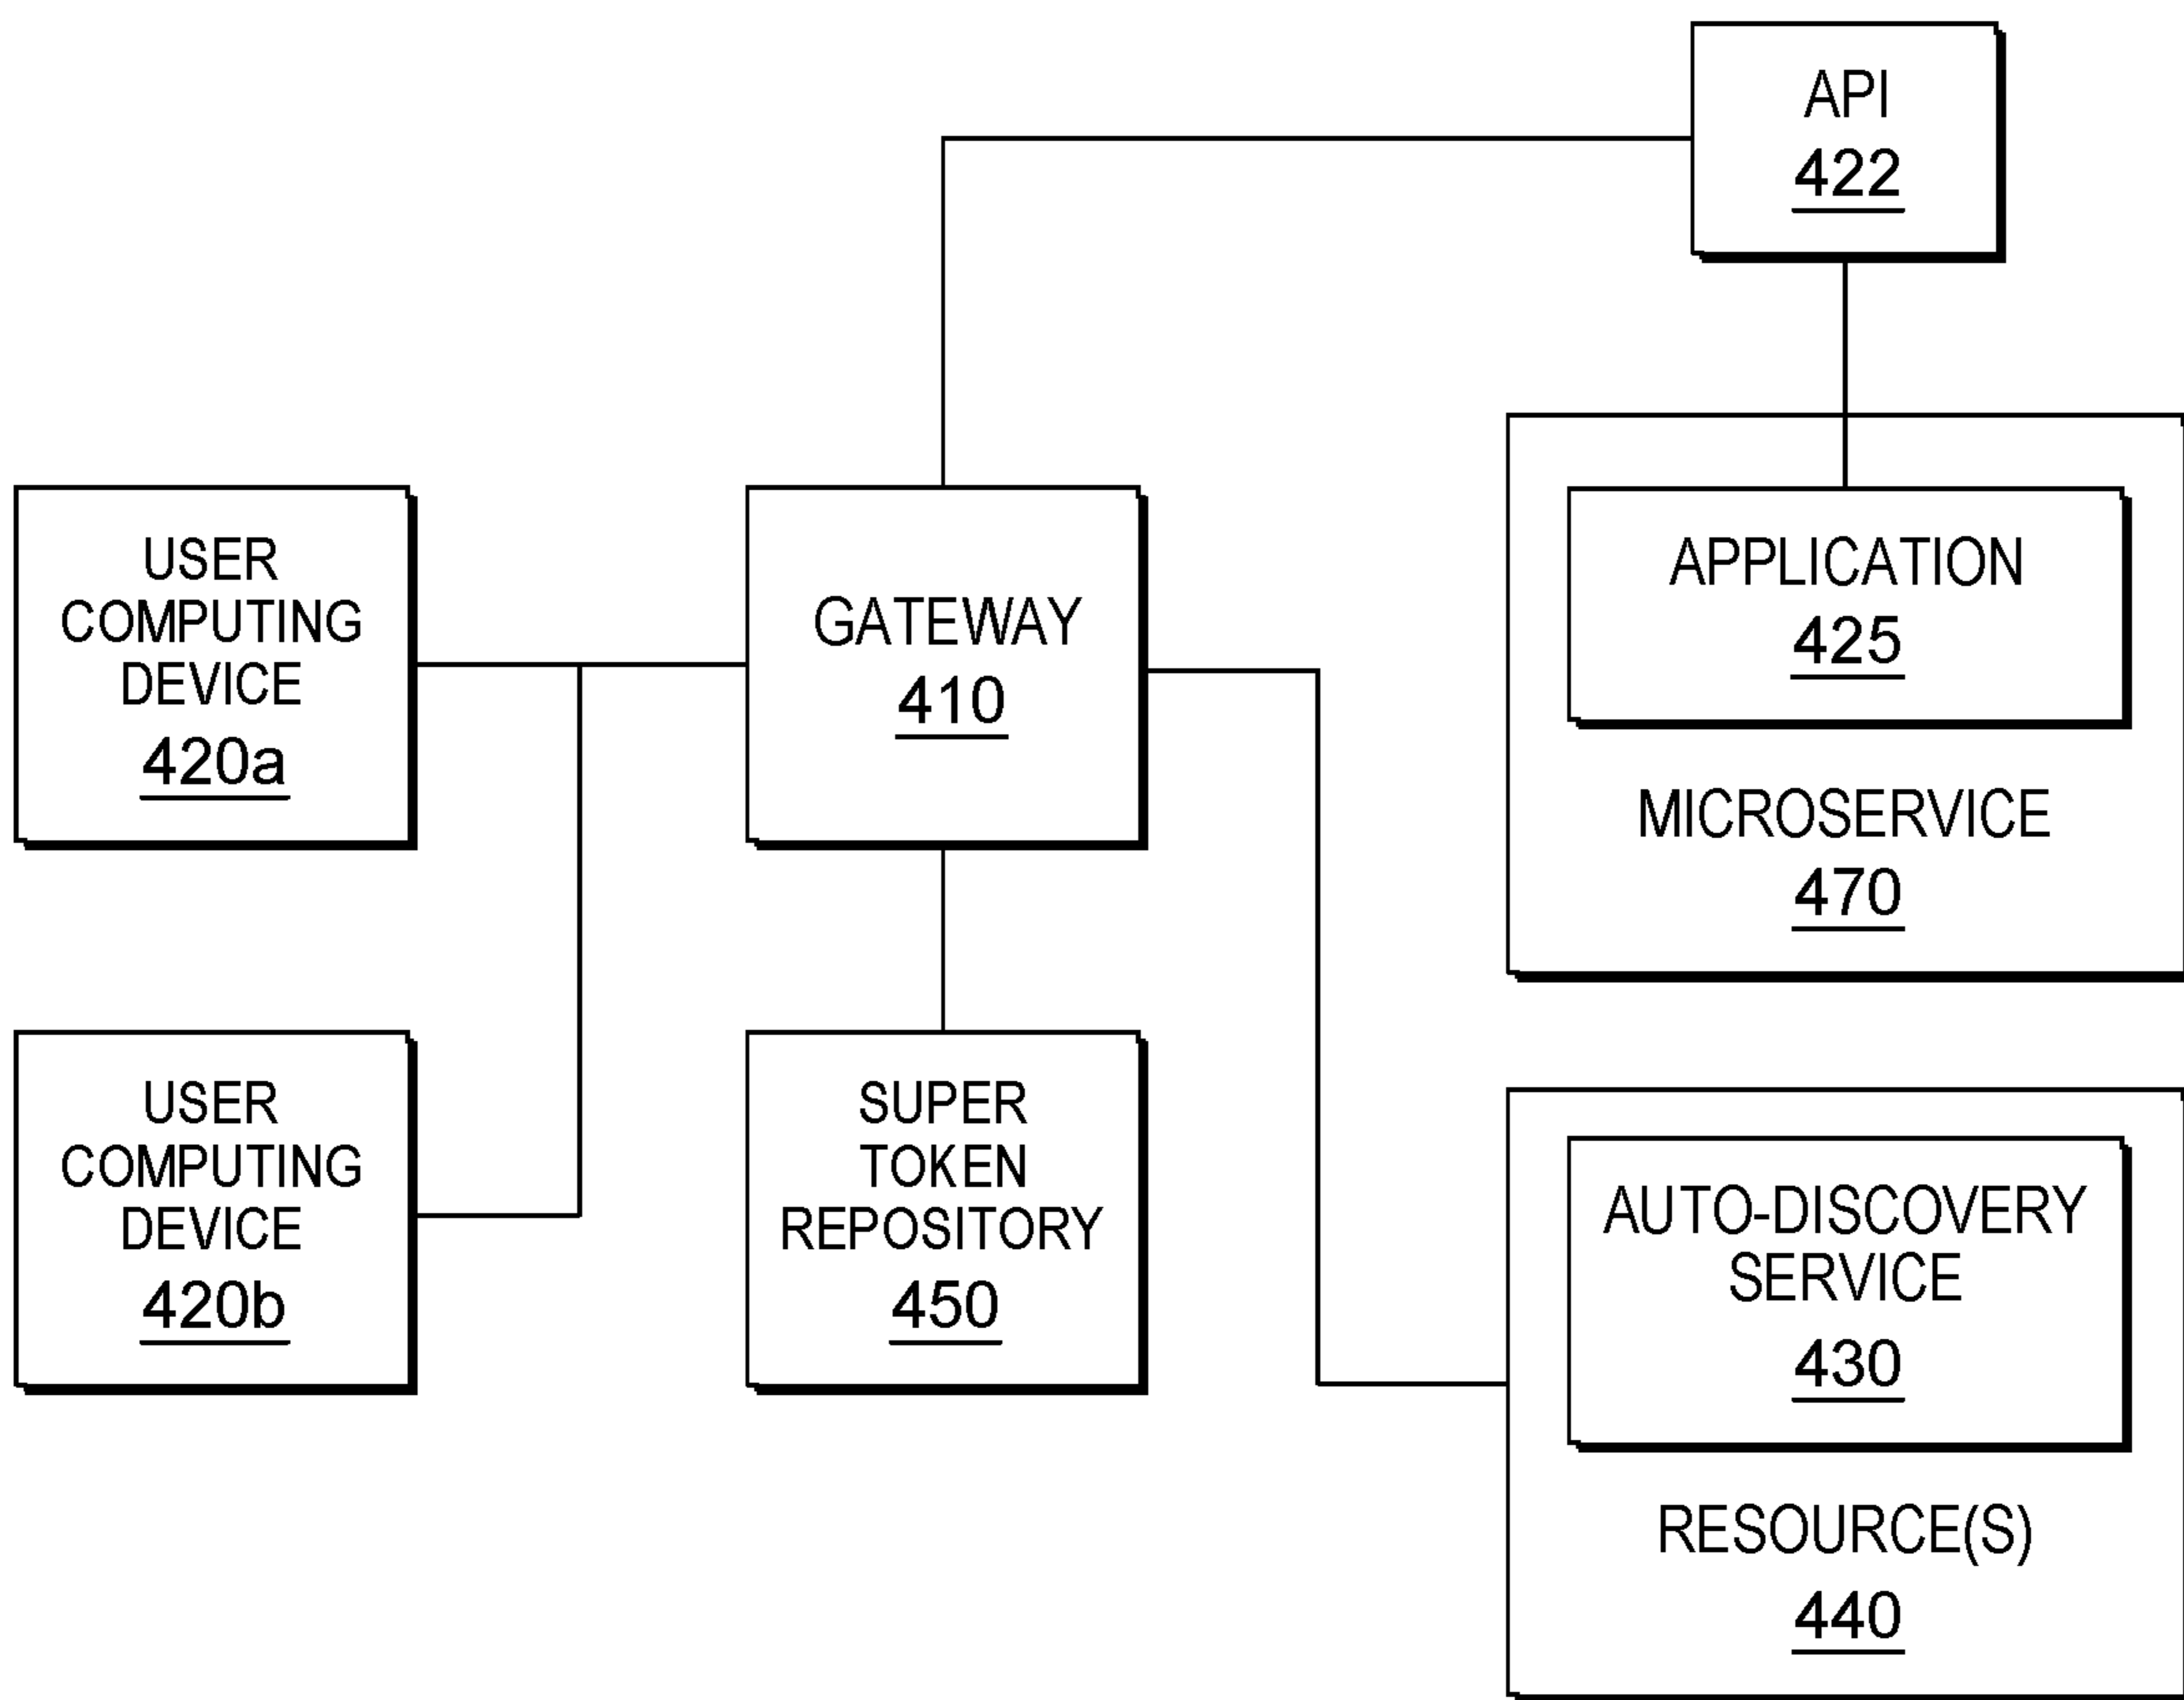 API
422
USER
COMPUTING
DEVICE
420a
GATEWAY
410
APPLICATION
425
MICROSERVICE
470
USER
COMPUTING
DEVICE
420b
SUPER
TOKEN
REPOSITORY
450
AUTO-DISCOVERY
SERVICE
430
RESOURCE(S)
440